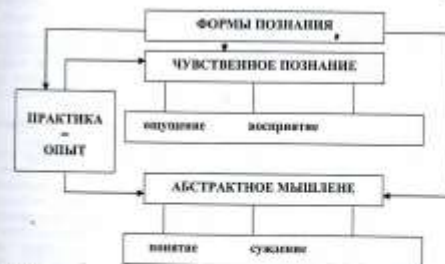 ФОРМЫ ПОЗНАНИЯ
ЧУВСТВЕННОЕ ПОЗНАНИЕ
ПРАКТИКА
=
ОПЫТ
ощущение восприятие
АБСТРАКТНОЕ МЫШЛЕНЕ
понятие суждение